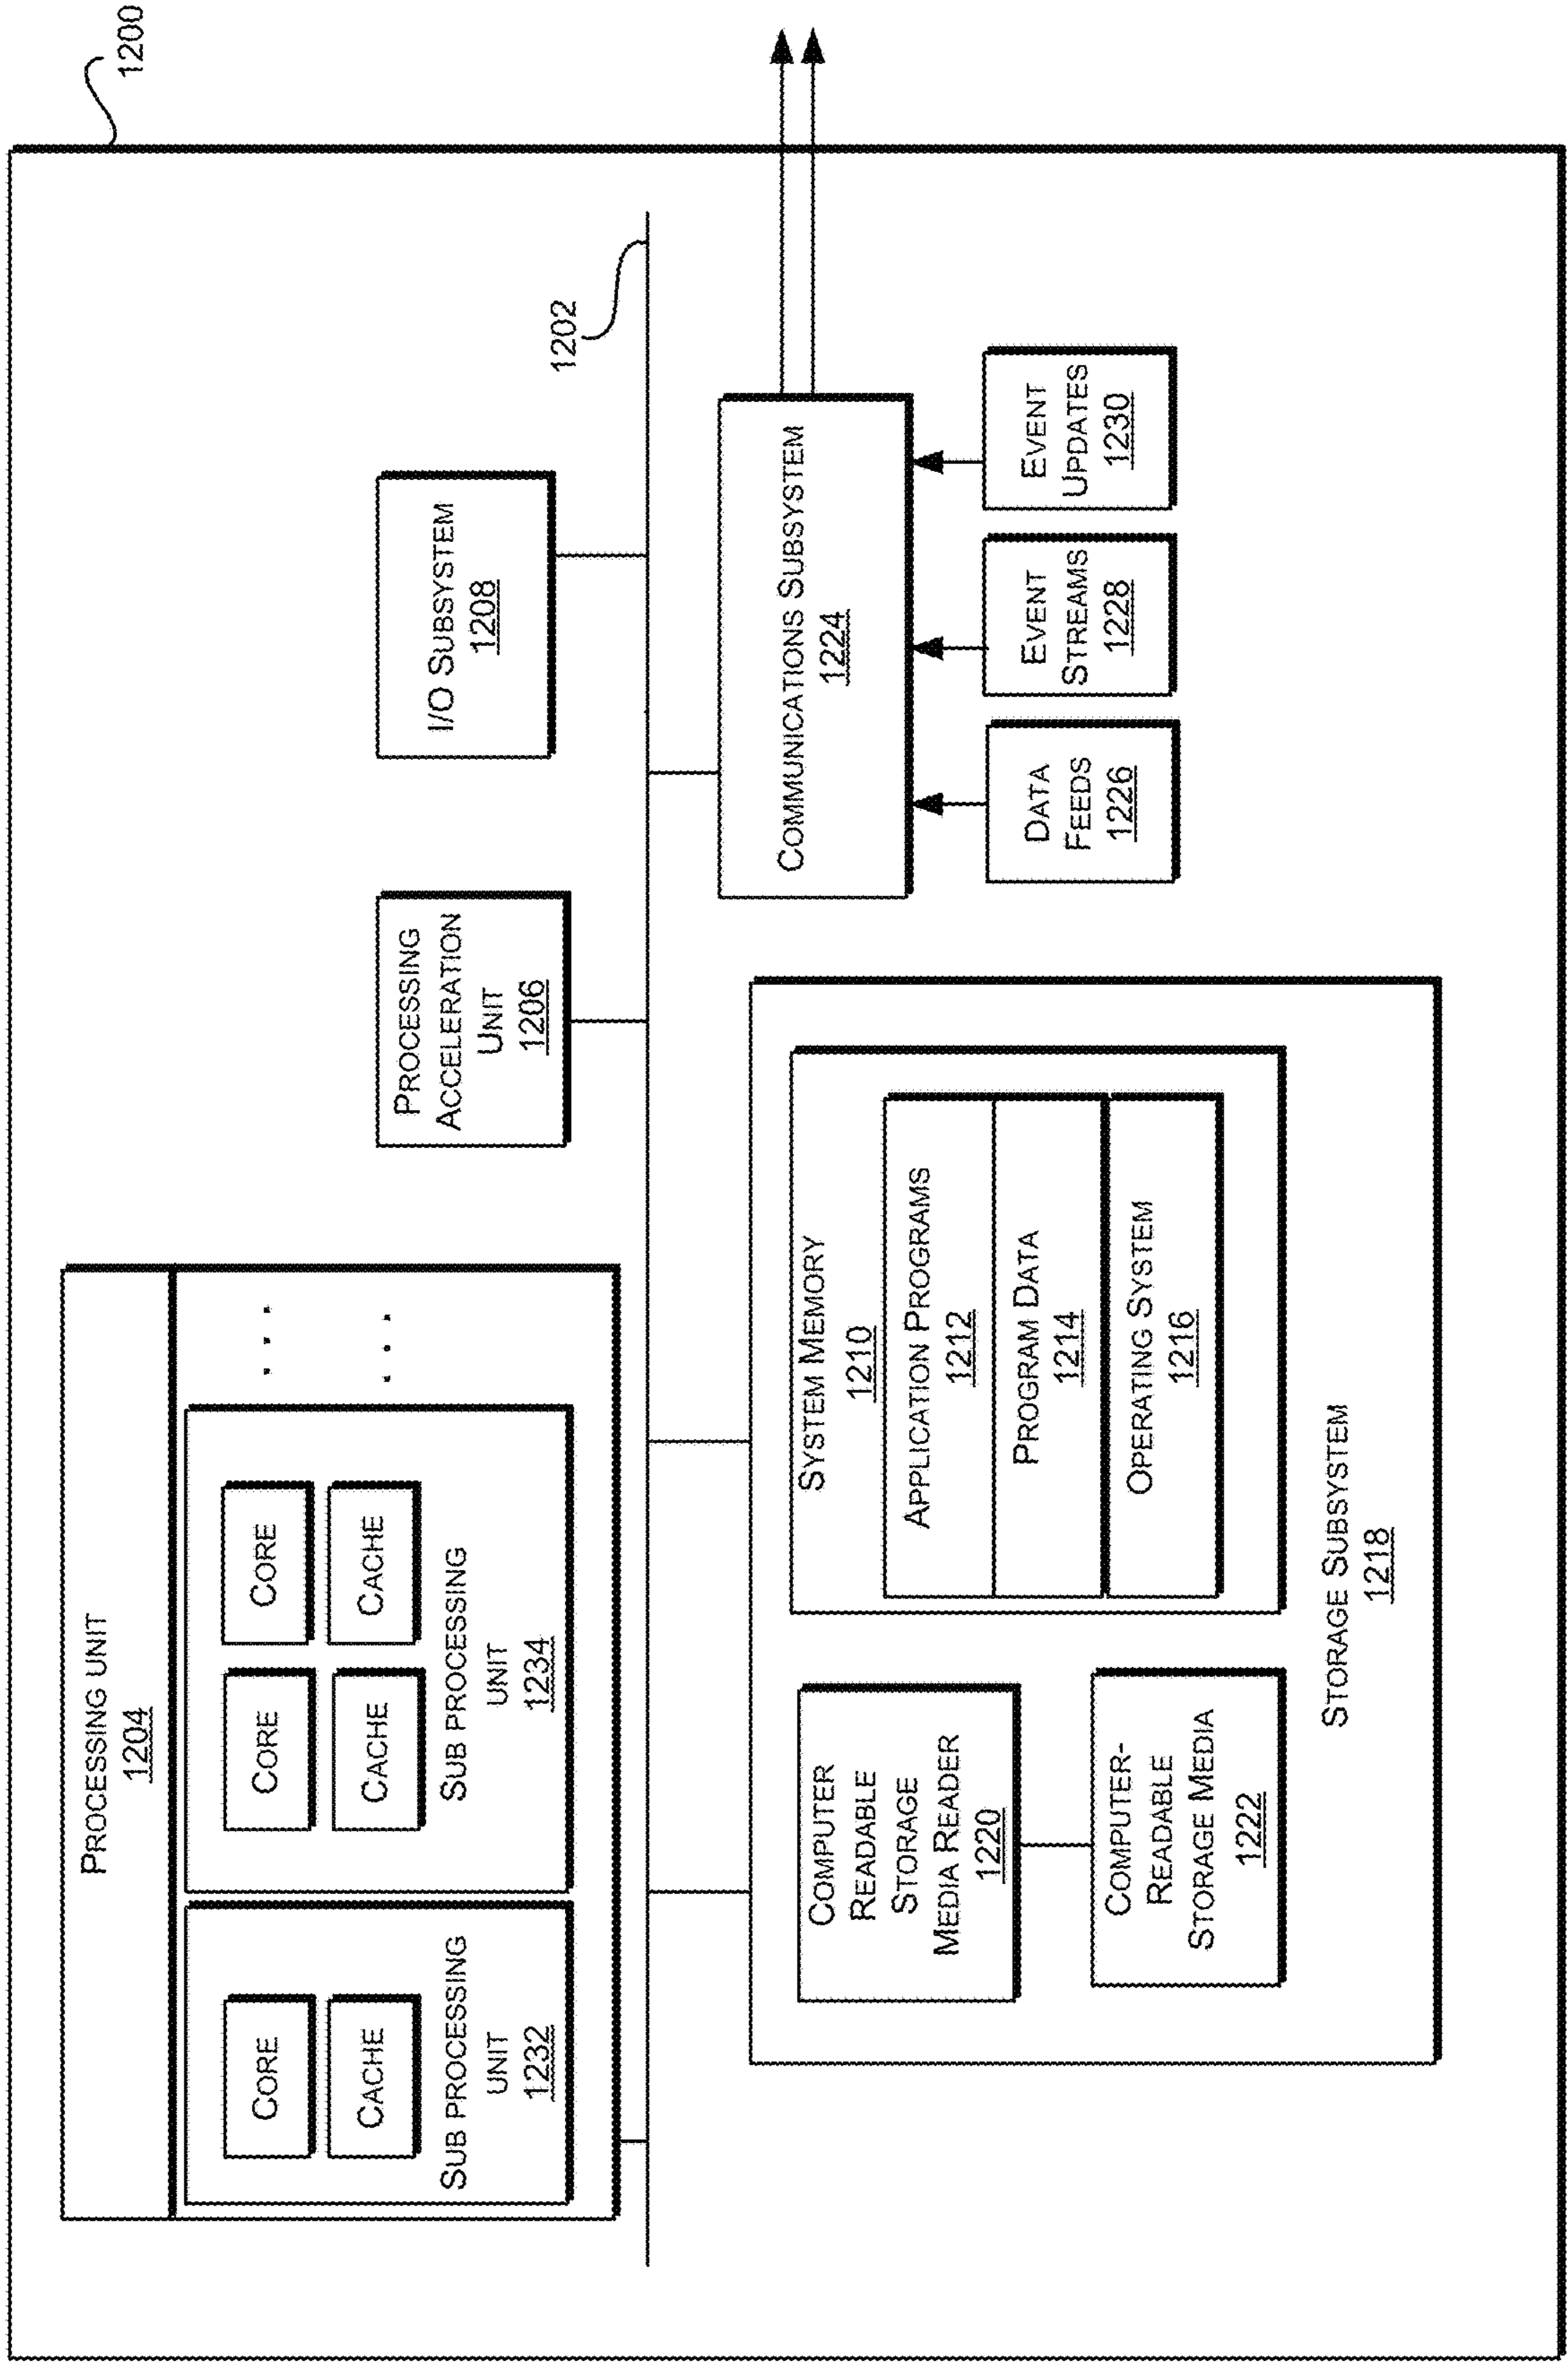 1200
PROCESSING UNIT
1204
CORE
CACHE
SUB PROCESSING
UNIT
1232
CORE
CORE
CACHE
CACHE
SUB PROCESSING
UNIT
1234
. . .
. . .
PROCESSING
ACCELERATION
UNIT
1206
I/O SUBSYSTEM
1208
1202
COMPUTER
READABLE
STORAGE
MEDIA READER
1220
COMPUTER-
READABLE
STORAGE MEDIA
1222
SYSTEM MEMORY
1210
APPLICATION PROGRAMS
1212
PROGRAM DATA
1214
OPERATING SYSTEM
1216
STORAGE SUBSYSTEM
1218
COMMUNICATIONS SUBSYSTEM
1224
DATA
FEEDS
1226
EVENT
STREAMS
1228
EVENT
UPDATES
1230